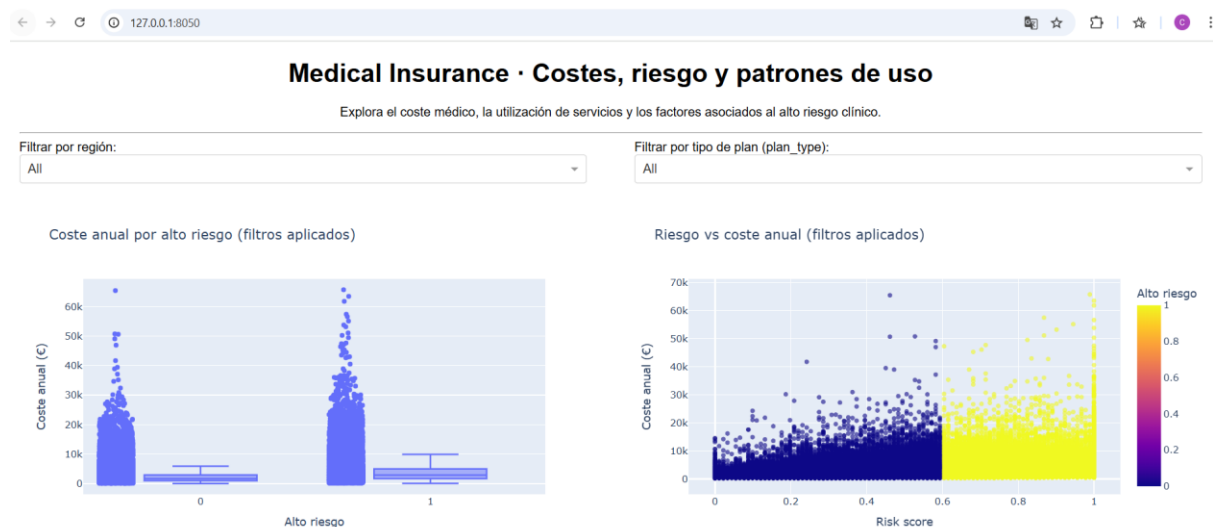 127.0.0.1:8050
C
Medical Insurance · Costes, riesgo y patrones de uso
Explora el coste médico, la utilización de servicios y los factores asociados al alto riesgo clínico.
Filtrar por región:
All
Filtrar por tipo de plan (plan_type):
All
Coste anual por alto riesgo (filtros aplicados)
60k
50k
40k
30k
20k
10k
0
Coste anual (€)
0
1
Alto riesgo
Riesgo vs coste anual (filtros aplicados)
70k
60k
50k
40k
30k
20k
10k
0
Coste anual (€)
0
0.2
0.4
0.6
0.8
1
Risk score
Alto riesgo
1
0.8
0.6
0.4
0.2
0